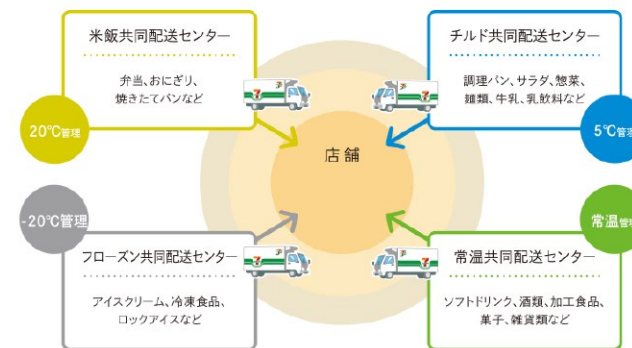 米飯共同配送センター
弁当、おにぎり、
焼きたてパンなど
20℃管理
チルド共同配送センター
調理パン、サラダ、惣菜、
麺類、牛乳、乳飲料など
5℃管理
店舗
-20℃管理
フローズン共同配送センター
アイスクリーム、冷凍食品、
ロックアイスなど
常温管理
常温共同配送センター
ソフトドリンク、酒類、加工食品、
菓子、雑貨類など
7
7
7
7